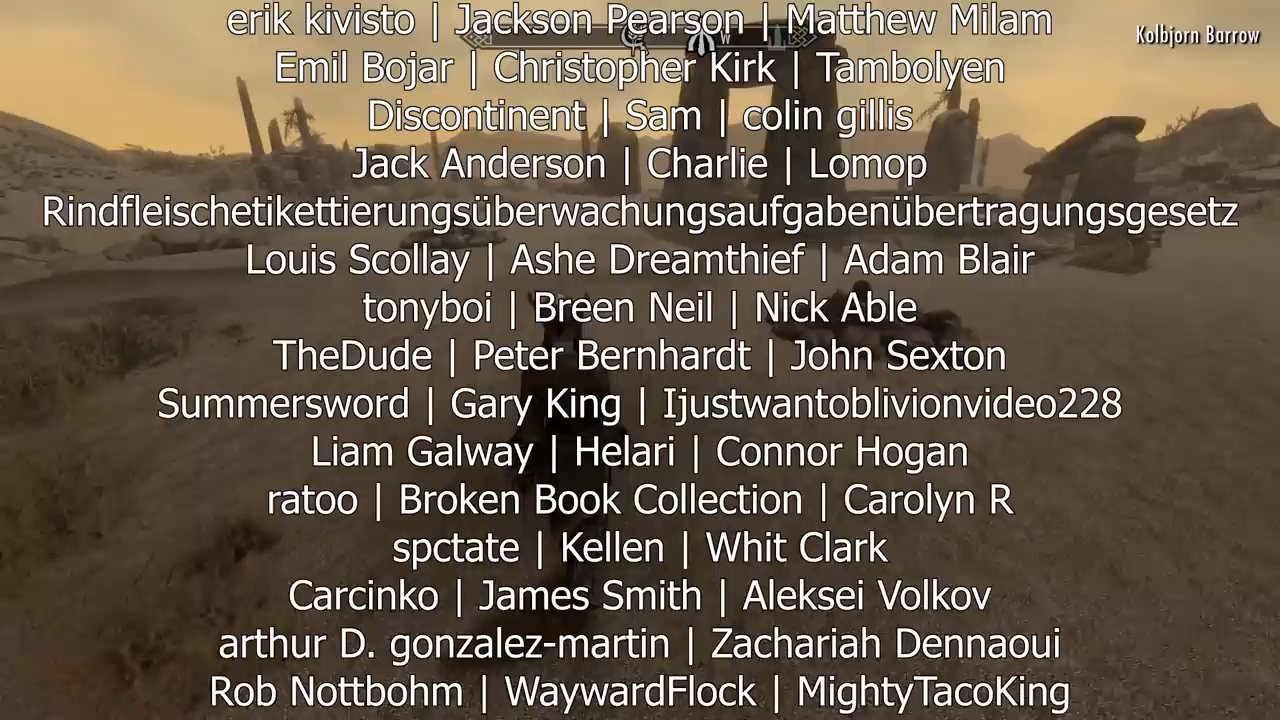 erik kivisto | Jackson Pearson | Matthew Milam
W
Kolbjorn Barrow
Emil Bojar | Christopher Kirk | Tambolyen
Discontinent | Sam | colin gillis
Jack Anderson | Charlie | Lomop
Rindfleischetikettierungsüberwachungsaufgabenübertragungsgesetz
Louis Scollay | Ashe Dreamthief | Adam Blair
tonyboi | Breen Neil | Nick Able
TheDude | Peter Bernhardt | John Sexton
Summersword | Gary King | Ijustwantoblivionvideo228
Liam Galway | Helari | Connor Hogan
ratoo | Broken Book Collection | Carolyn R
spctate | Kellen | Whit Clark
Carcinko | James Smith | Aleksei Volkov
arthur D. gonzalez-martin | Zachariah Dennaoui
Rob Nottbohm | WaywardFlock | MightyTacoKing